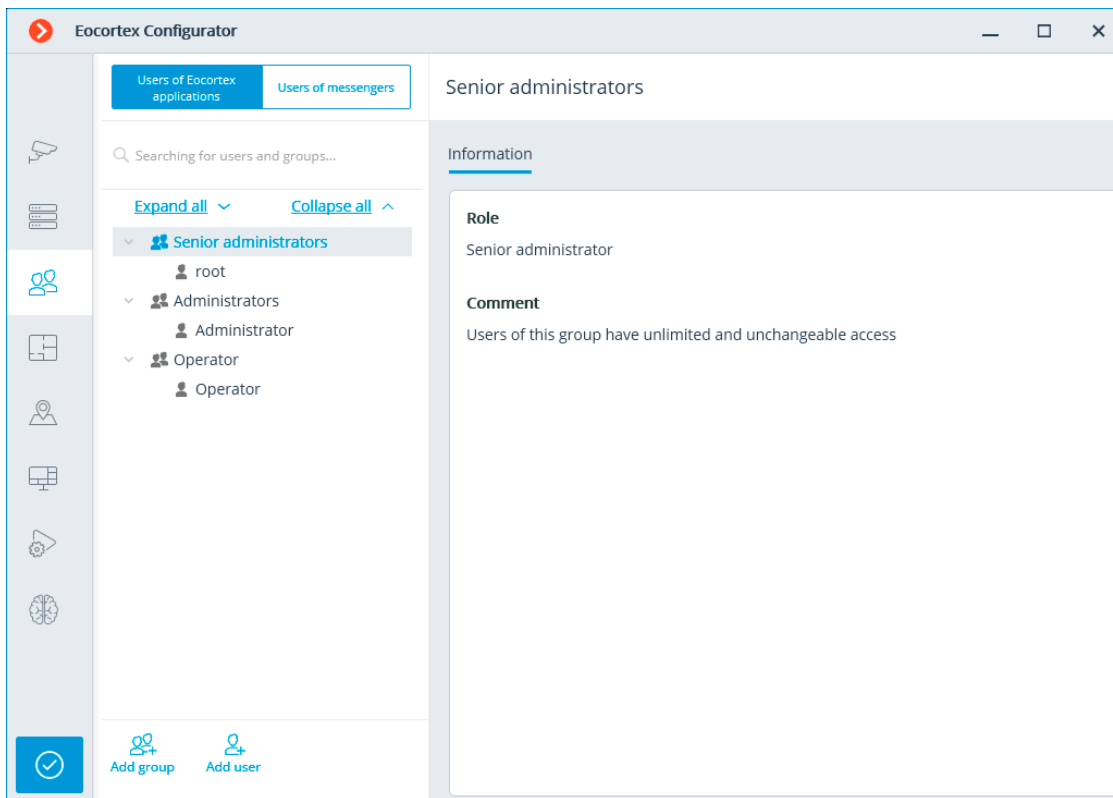 Eocortex Configurator
Users of Eocortex
applications
Users of messengers
Senior administrators
Searching for users and groups...
Information
Expand all
Collapse all
Senior administrators
root
Administrators
Administrator
Operator
Operator
Role
Senior administrator
Comment
Users of this group have unlimited and unchangeable access
Add group
Add user